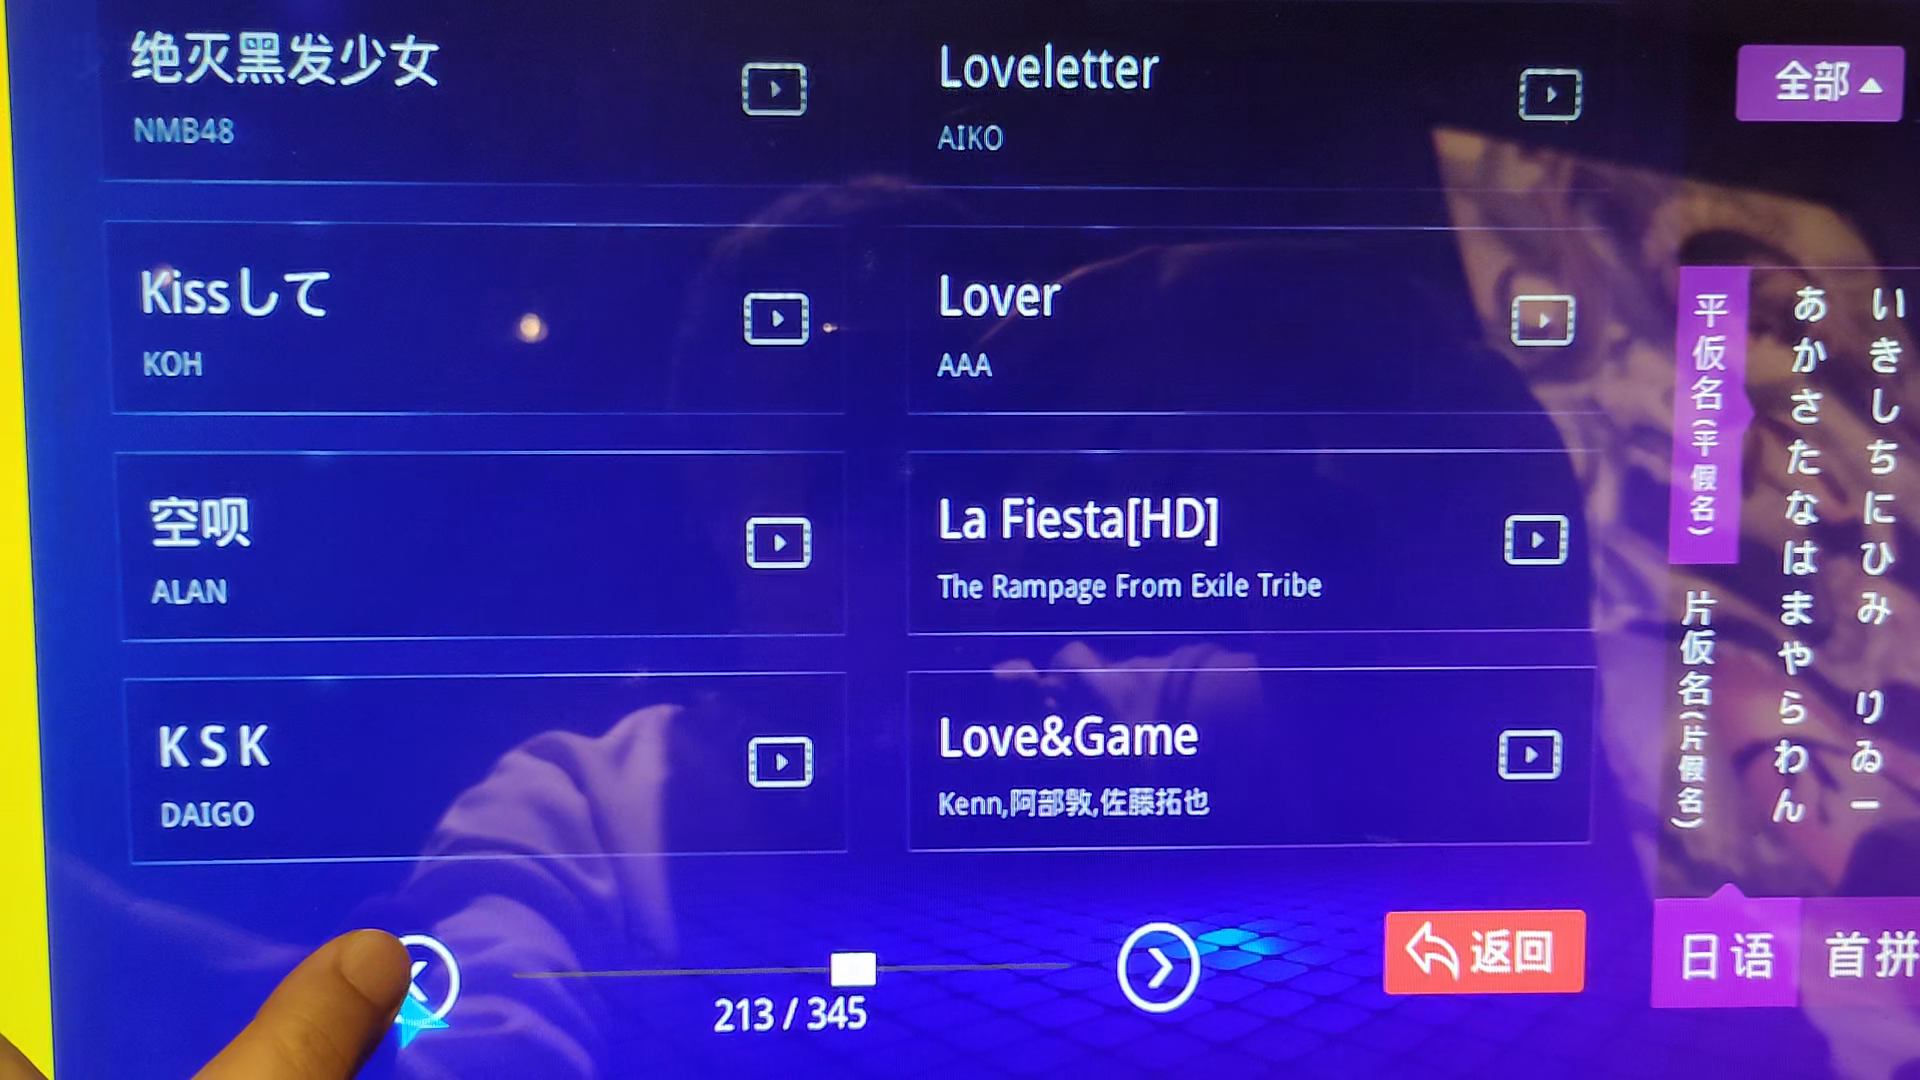 绝灭黑发少女
NMB48
Loveletter
AIKO
全部
Kissして
KOH
Lover
AAA
空呗
ALAN
La Fiesta[HD]
The Rampage From Exile Tribe
K S K
DAIGO
Love&Game
Kenn,阿部敦,佐藤拓也
平仮名(平假名)
片仮名(片假名)
あかさたなはまやらわん
いきしちにひみ りゐー
213 / 345
返回
日语
首拼